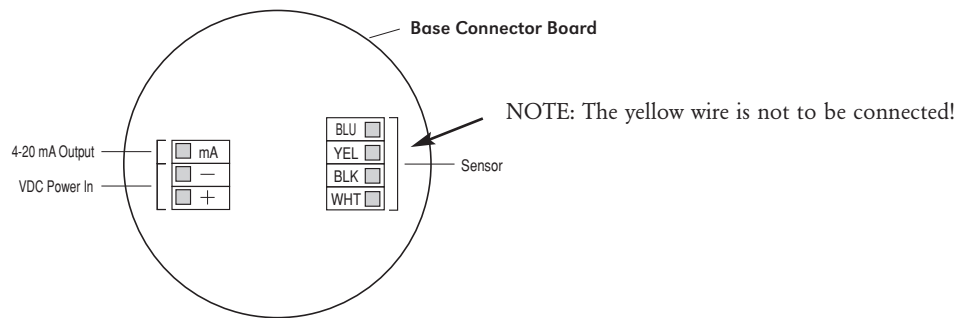 Base Connector Board
NOTE: The yellow wire is not to be connected!
4-20 mA Output
VDC Power In
mA
−
+
BLU
YEL
BLK
WHT
Sensor